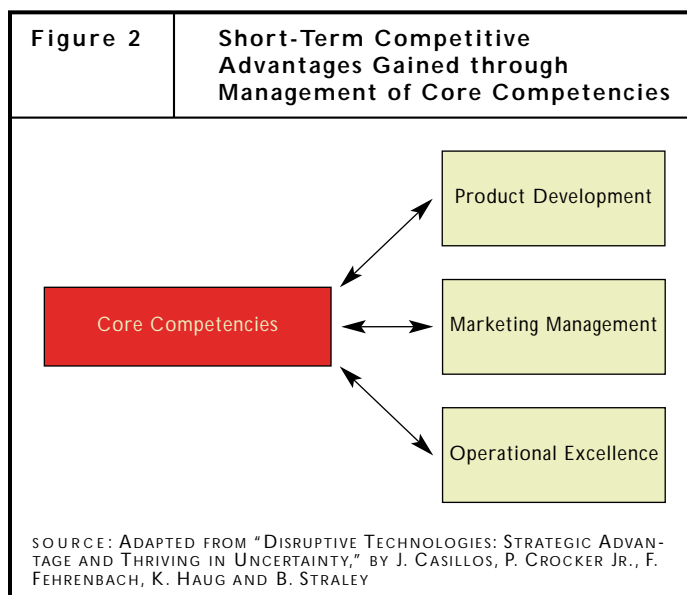 Figure 2
Short-Term Competitive
Advantages Gained through
Management of Core Competencies
Product Development
Core Competencies
Marketing Management
Operational Excellence
SOURCE: ADAPTED FROM “DISRUPTIVE TECHNOLOGIES: STRATEGIC ADVAN-
TAGE AND THRIVING IN UNCERTAINTY,” BY J. CASILLOS, P. CROCKER JR., F.
FEHRENBACH, K. HAUG AND B. STRALEY